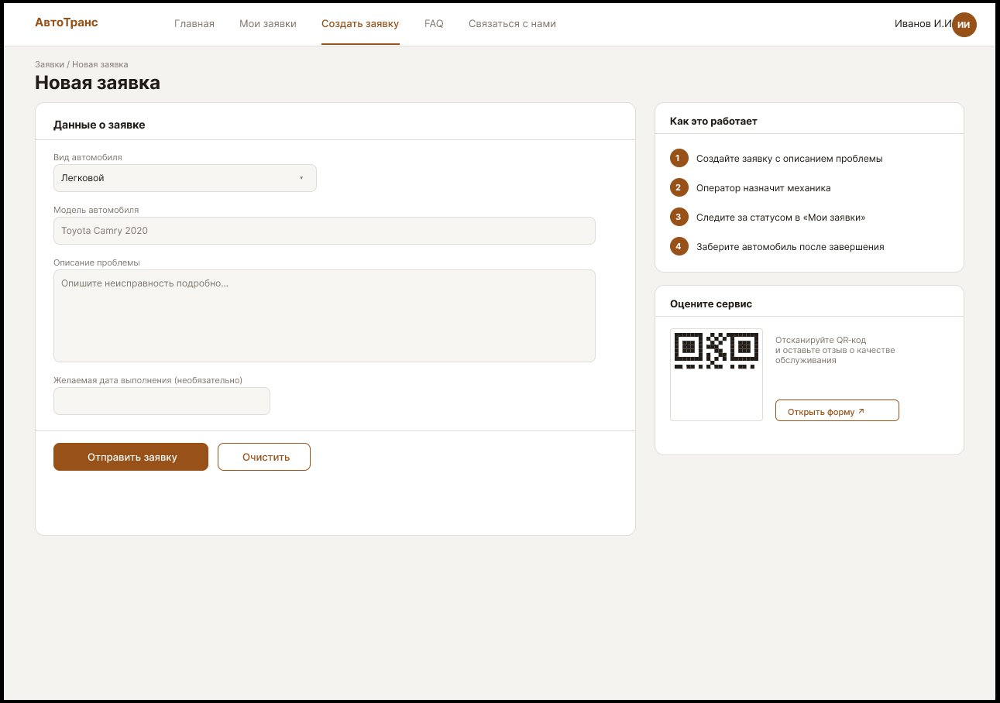 АвтоТранс
Главная
Мои заявки
Создать заявку
FAQ
Связаться с нами
Иванов И.И
ИИ
Заявки / Новая заявка
Новая заявка
Данные о заявке
Вид автомобиля
Легковой
Модель автомобиля
Toyota Camry 2020
Описание проблемы
Опишите неисправность подробно...
Желаемая дата выполнения (необязательно)
Отправить заявку
Очистить
Как это работает
1 Создайте заявку с описанием проблемы
2 Оператор назначит механика
3 Следите за статусом в «Мои заявки»
4 Заберите автомобиль после завершения
Оцените сервис
Отсканируйте QR-код
и оставьте отзыв о качестве
обслуживания
Открыть форму ↗